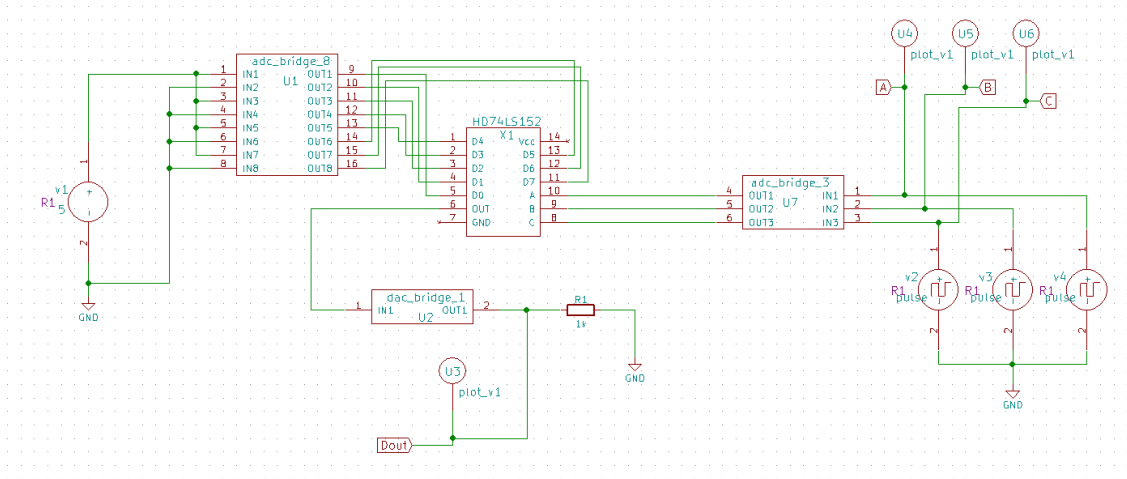 U4
U5
U6
plot_v1
plot_v1
plot_v1
A
B
C
adc_bridge_8
U1
1 IN1 OUT1 9
2 IN2 OUT2 10
3 IN3 OUT3 11
4 IN4 OUT4 12
5 IN5 OUT5 13
6 IN6 OUT6 14
7 IN7 OUT7 15
8 IN8 OUT8 16
HD74LS152
X1
1 D4 Vcc 14
2 D3 D5 13
3 D2 D6 12
4 D1 D7 11
5 D0 A 10
6 OUT B 9
7 GND C 8
adc_bridge_3
U7
4 OUT1 IN1 1
5 OUT2 IN2 2
6 OUT3 IN3 3
1
v1
R1 5
2
GND
1
v2
R1 pulse
2
1
v3
R1 pulse
2
1
v4
R1 pulse
2
GND
dac_bridge_1
1 IN1 OUT1 2
U2
R1
1k
GND
U3
plot_v1
Dout